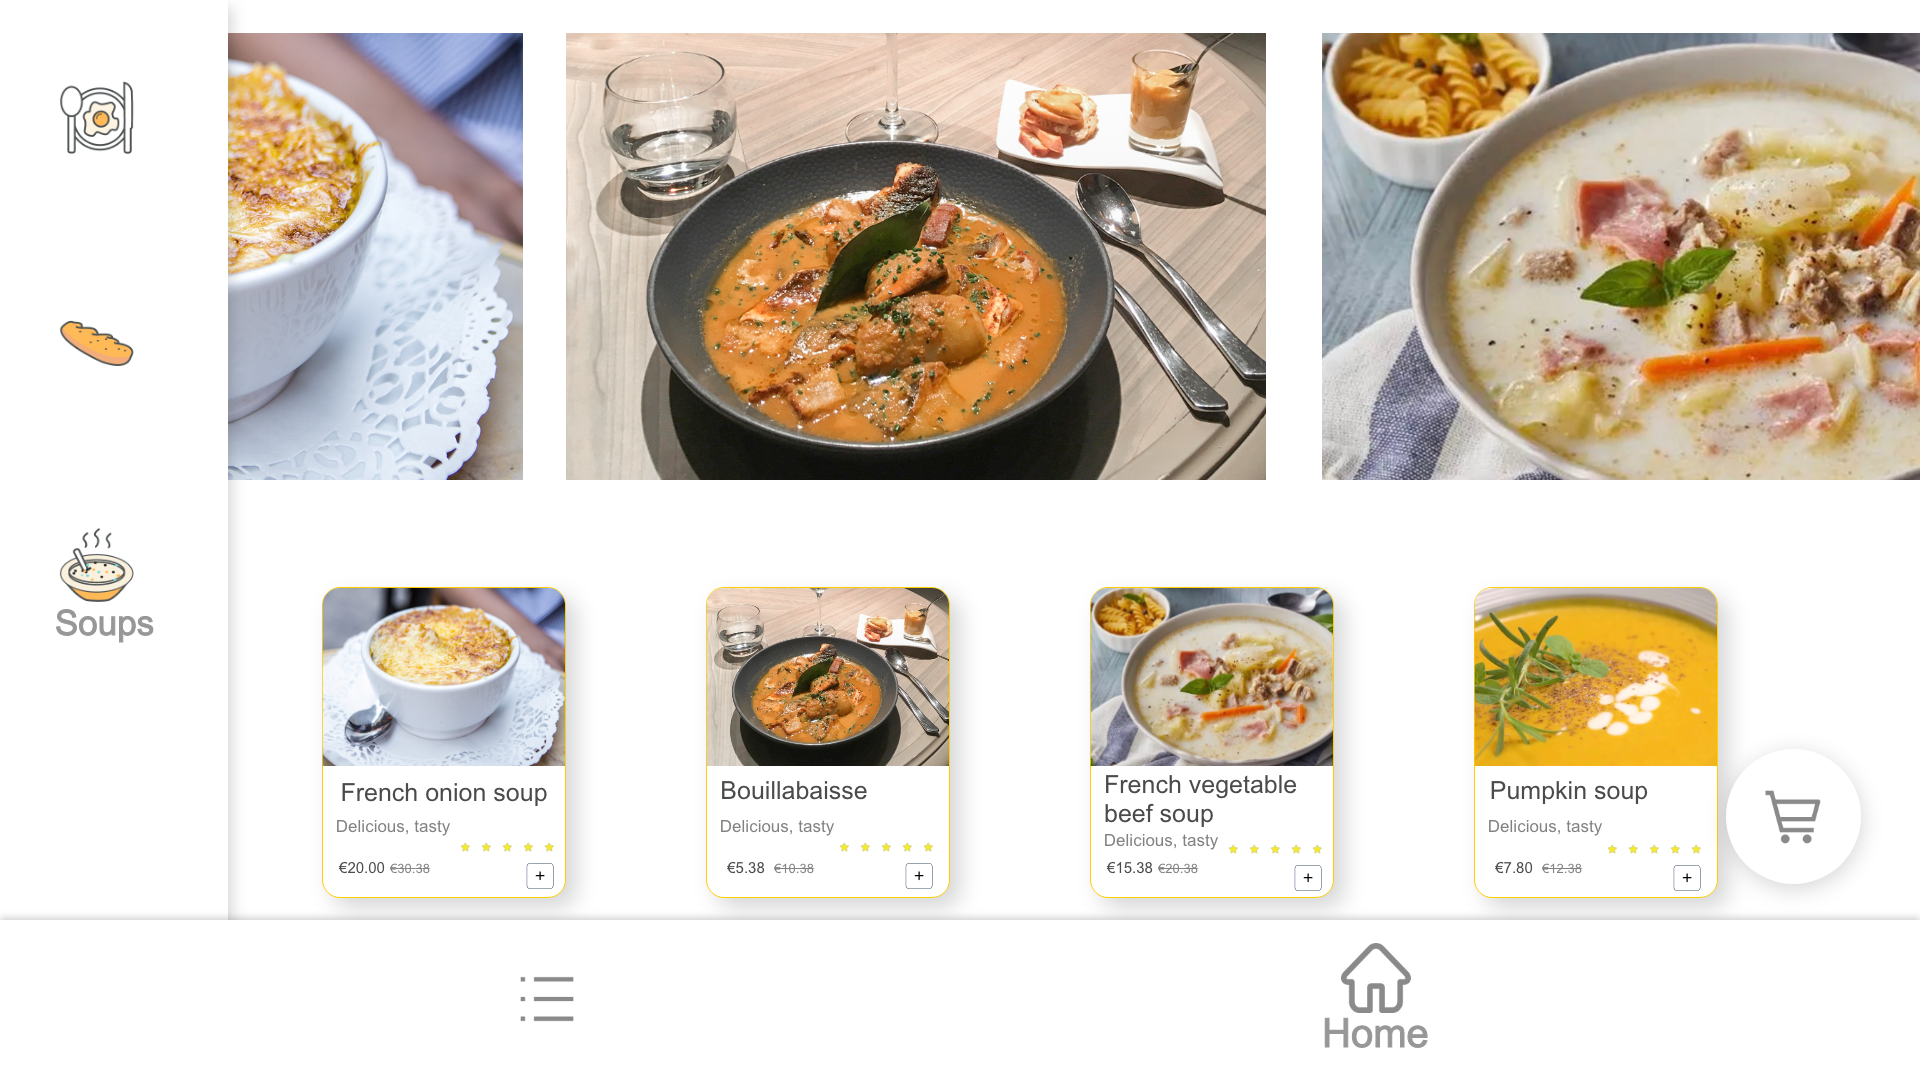 Soups
French onion soup
Delicious, tasty
€20.00 €30.38
+
Bouillabaisse
Delicious, tasty
€5.38 €10.38
+
French vegetable
beef soup
Delicious, tasty
€15.38 €20.38
+
Pumpkin soup
Delicious, tasty
€7.80 €12.38
+
Home